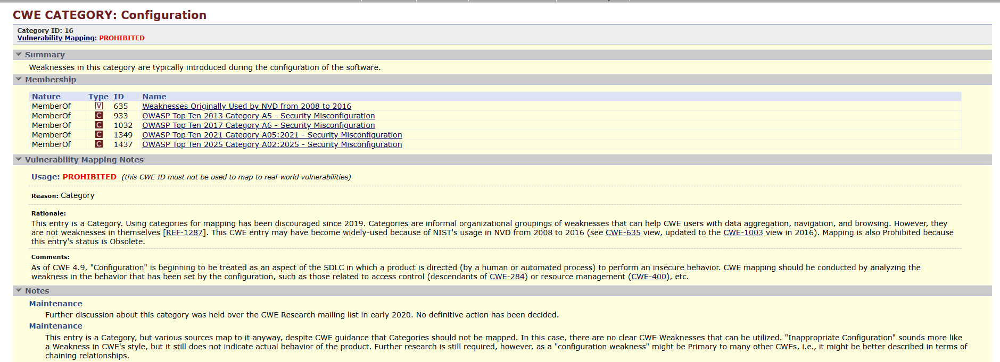 CWE CATEGORY: Configuration
Category ID: 16
Vulnerability Mapping: PROHIBITED
Summary
Weaknesses in this category are typically introduced during the configuration of the software.
Membership
Nature Type ID Name
MemberOf V 635 Weaknesses Originally Used by NVD from 2008 to 2016
MemberOf C 933 OWASP Top Ten 2013 Category A5 - Security Misconfiguration
MemberOf C 1032 OWASP Top Ten 2017 Category A6 - Security Misconfiguration
MemberOf C 1349 OWASP Top Ten 2021 Category A05:2021 - Security Misconfiguration
MemberOf C 1437 OWASP Top Ten 2025 Category A02:2025 - Security Misconfiguration
Vulnerability Mapping Notes
Usage: PROHIBITED (this CWE ID must not be used to map to real-world vulnerabilities)
Reason: Category
Rationale:
This entry is a Category. Using categories for mapping has been discouraged since 2019. Categories are informal organizational groupings of weaknesses that can help CWE users with data aggregation, navigation, and browsing. However, they
are not weaknesses in themselves [REF-1287]. This CWE entry may have become widely-used because of NIST's usage in NVD from 2008 to 2016 (see CWE-635 view, updated to the CWE-1003 view in 2016). Mapping is also Prohibited because
this entry's status is Obsolete.
Comments:
As of CWE 4.9, "Configuration" is beginning to be treated as an aspect of the SDLC in which a product is directed (by a human or automated process) to perform an insecure behavior. CWE mapping should be conducted by analyzing the
weakness in the behavior that has been set by the configuration, such as those related to access control (descendants of CWE-284) or resource management (CWE-400), etc.
Notes
Maintenance
Further discussion about this category was held over the CWE Research mailing list in early 2020. No definitive action has been decided.
Maintenance
This entry is a Category, but various sources map to it anyway, despite CWE guidance that Categories should not be mapped. In this case, there are no clear CWE Weaknesses that can be utilized. "Inappropriate Configuration" sounds more like
a Weakness in CWE's style, but it still does not indicate actual behavior of the product. Further research is still required, however, as a "configuration weakness" might be Primary to many other CWEs, i.e., it might be better described in terms of
chaining relationships.